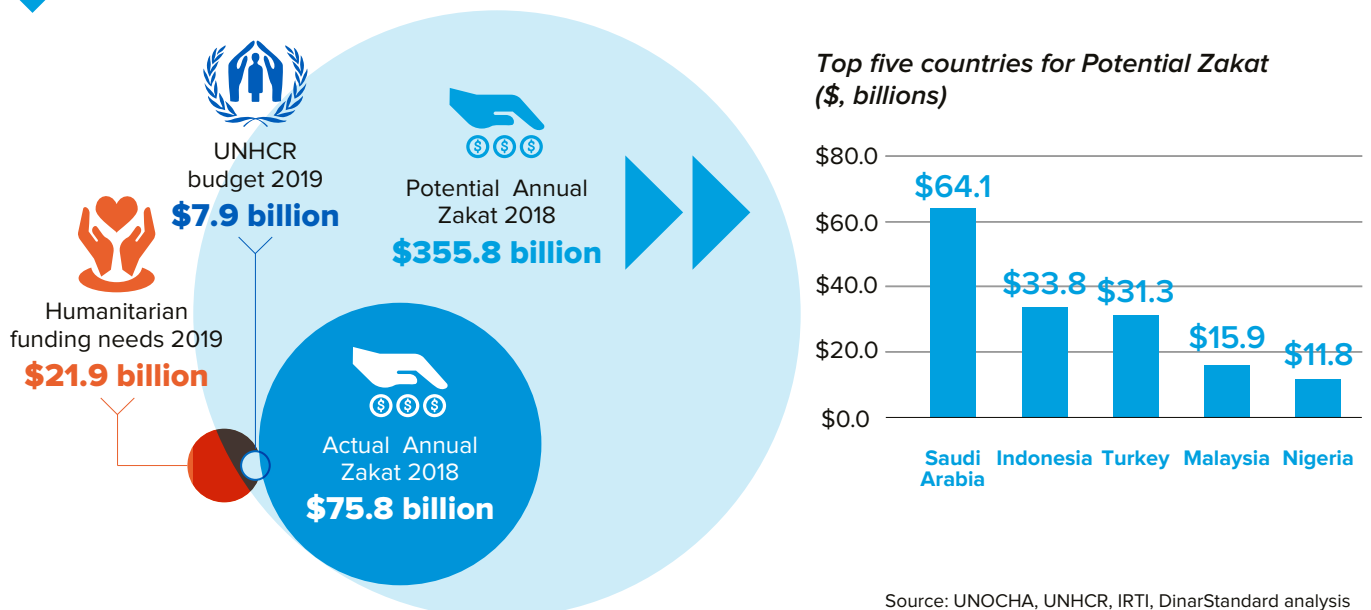 UNHCR
budget 2019
$7.9 billion
Humanitarian
funding needs 2019
$21.9 billion
Potential Annual
Zakat 2018
$355.8 billion
$ $ $
Actual Annual
Zakat 2018
$75.8 billion
$ $ $
Top five countries for Potential Zakat
($, billions)
$80.0
$60.0
$40.0
$20.0
$0.0
$64.1
$33.8
$31.3
$15.9
$11.8
Saudi
Arabia
Indonesia
Turkey
Malaysia
Nigeria
Source: UNOCHA, UNHCR, IRTI, DinarStandard analysis